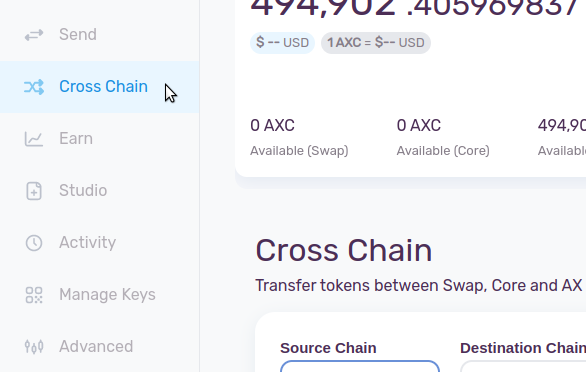 Send
Cross Chain
Earn
Studio
Activity
Manage Keys
Advanced
494,902 .405969837
$ -- USD
1 AXC = $-- USD
0 AXC
0 AXC
494,90
Available (Swap)
Available (Core)
Availabl
Cross Chain
Transfer tokens between Swap, Core and AX
Source Chain
Destination Chain